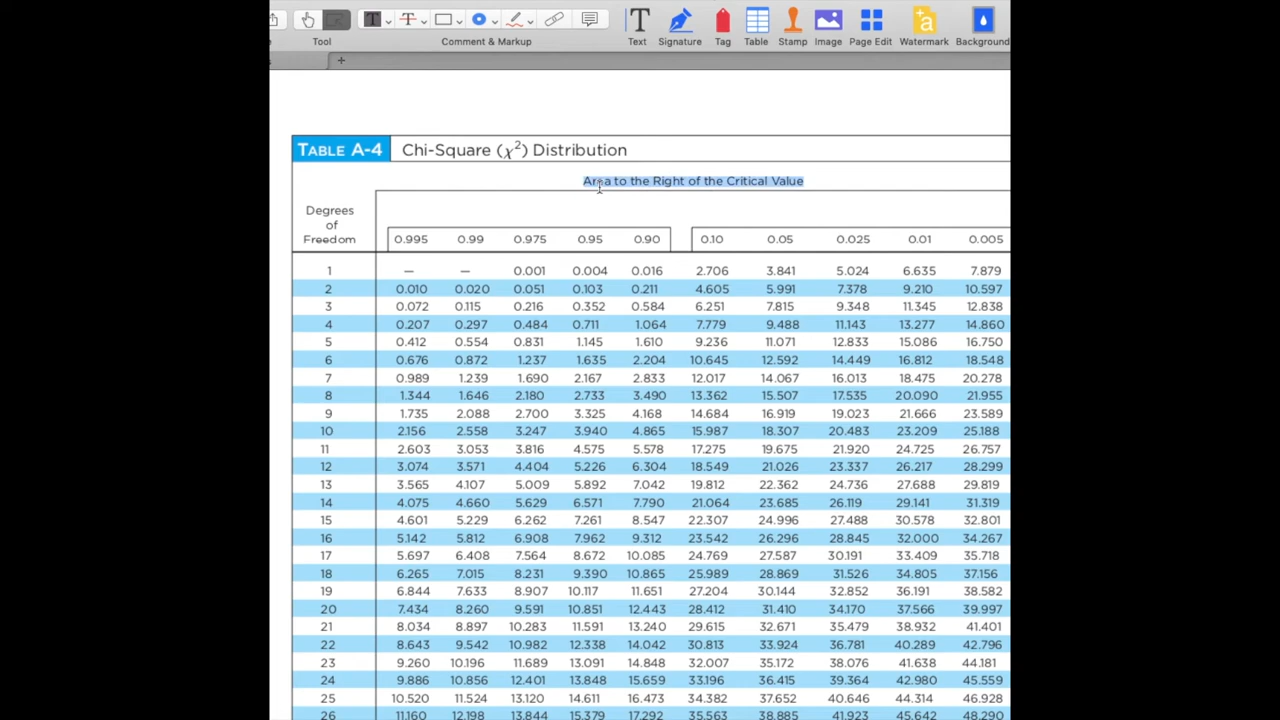 Tool
Comment & Markup
Text
Signature
Tag
Table
Stamp
Image
Page Edit
Watermark
Background
TABLE A-4 Chi-Square (χ²) Distribution
Area to the Right of the Critical Value
Degrees
of
Freedom 0.995 0.99 0.975 0.95 0.90 0.10 0.05 0.025 0.01 0.005
1 — — 0.001 0.004 0.016 2.706 3.841 5.024 6.635 7.879
2 0.010 0.020 0.051 0.103 0.211 4.605 5.991 7.378 9.210 10.597
3 0.072 0.115 0.216 0.352 0.584 6.251 7.815 9.348 11.345 12.838
4 0.207 0.297 0.484 0.711 1.064 7.779 9.488 11.143 13.277 14.860
5 0.412 0.554 0.831 1.145 1.610 9.236 11.071 12.833 15.086 16.750
6 0.676 0.872 1.237 1.635 2.204 10.645 12.592 14.449 16.812 18.548
7 0.989 1.239 1.690 2.167 2.833 12.017 14.067 16.013 18.475 20.278
8 1.344 1.646 2.180 2.733 3.490 13.362 15.507 17.535 20.090 21.955
9 1.735 2.088 2.700 3.325 4.168 14.684 16.919 19.023 21.666 23.589
10 2.156 2.558 3.247 3.940 4.865 15.987 18.307 20.483 23.209 25.188
11 2.603 3.053 3.816 4.575 5.578 17.275 19.675 21.920 24.725 26.757
12 3.074 3.571 4.404 5.226 6.304 18.549 21.026 23.337 26.217 28.299
13 3.565 4.107 5.009 5.892 7.042 19.812 22.362 24.736 27.688 29.819
14 4.075 4.660 5.629 6.571 7.790 21.064 23.685 26.119 29.141 31.319
15 4.601 5.229 6.262 7.261 8.547 22.307 24.996 27.488 30.578 32.801
16 5.142 5.812 6.908 7.962 9.312 23.542 26.296 28.845 32.000 34.267
17 5.697 6.408 7.564 8.672 10.085 24.769 27.587 30.191 33.409 35.718
18 6.265 7.015 8.231 9.390 10.865 25.989 28.869 31.526 34.805 37.156
19 6.844 7.633 8.907 10.117 11.651 27.204 30.144 32.852 36.191 38.582
20 7.434 8.260 9.591 10.851 12.443 28.412 31.410 34.170 37.566 39.997
21 8.034 8.897 10.283 11.591 13.240 29.615 32.671 35.479 38.932 41.401
22 8.643 9.542 10.982 12.338 14.042 30.813 33.924 36.781 40.289 42.796
23 9.260 10.196 11.689 13.091 14.848 32.007 35.172 38.076 41.638 44.181
24 9.886 10.856 12.401 13.848 15.659 33.196 36.415 39.364 42.980 45.559
25 10.520 11.524 13.120 14.611 16.473 34.382 37.652 40.646 44.314 46.928
26 11.160 12.198 13.844 15.379 17.292 35.563 38.885 41.923 45.642 48.290